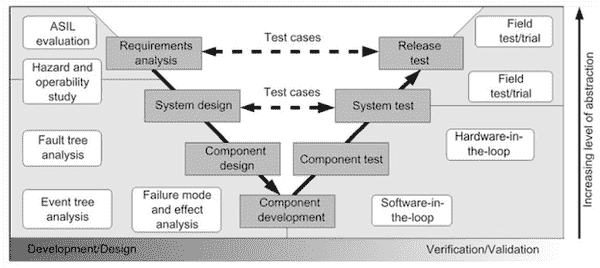 ASIL
evaluation
Requirements
analysis
Test cases
Release
test
Field
test/trial
Hazard and
operability
study
System design
Test cases
System test
Field
test/trial
Fault tree
analysis
Component
design
Component test
Hardware-in-
the-loop
Event tree
analysis
Failure mode
and effect
analysis
Component
development
Software-in-
the-loop
Development/Design
Verification/Validation
Increasing level of abstraction